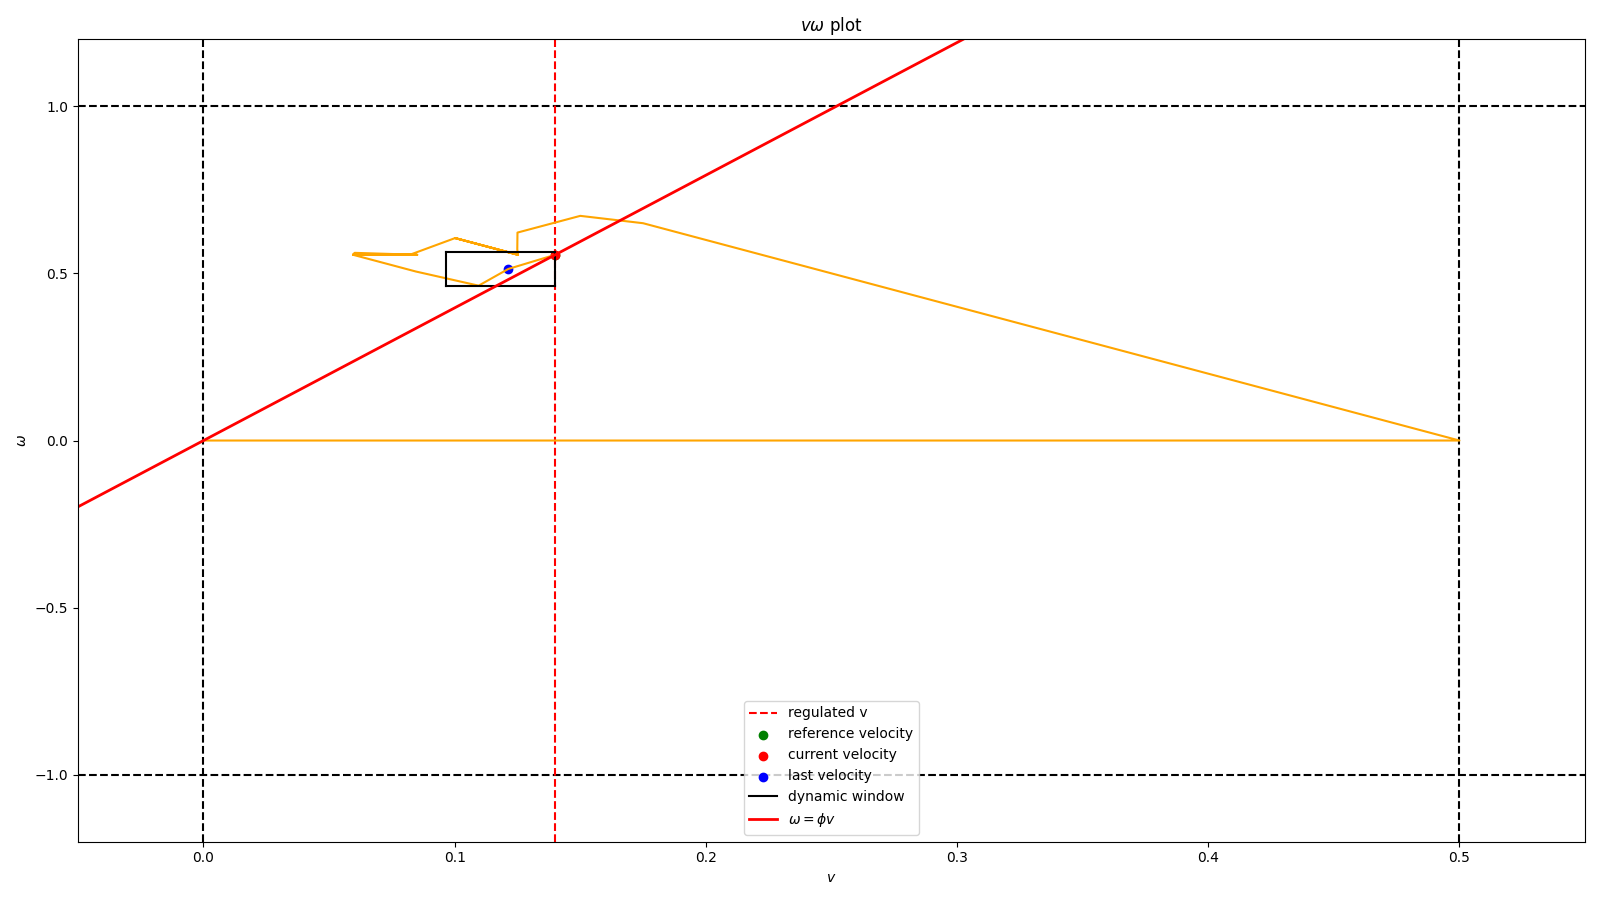 vω plot
1.0
0.5
0.0
−0.5
−1.0
ω
regulated v
reference velocity
current velocity
last velocity
dynamic window
ω = ϕv
0.0 0.1 0.2 0.3 0.4 0.5
v